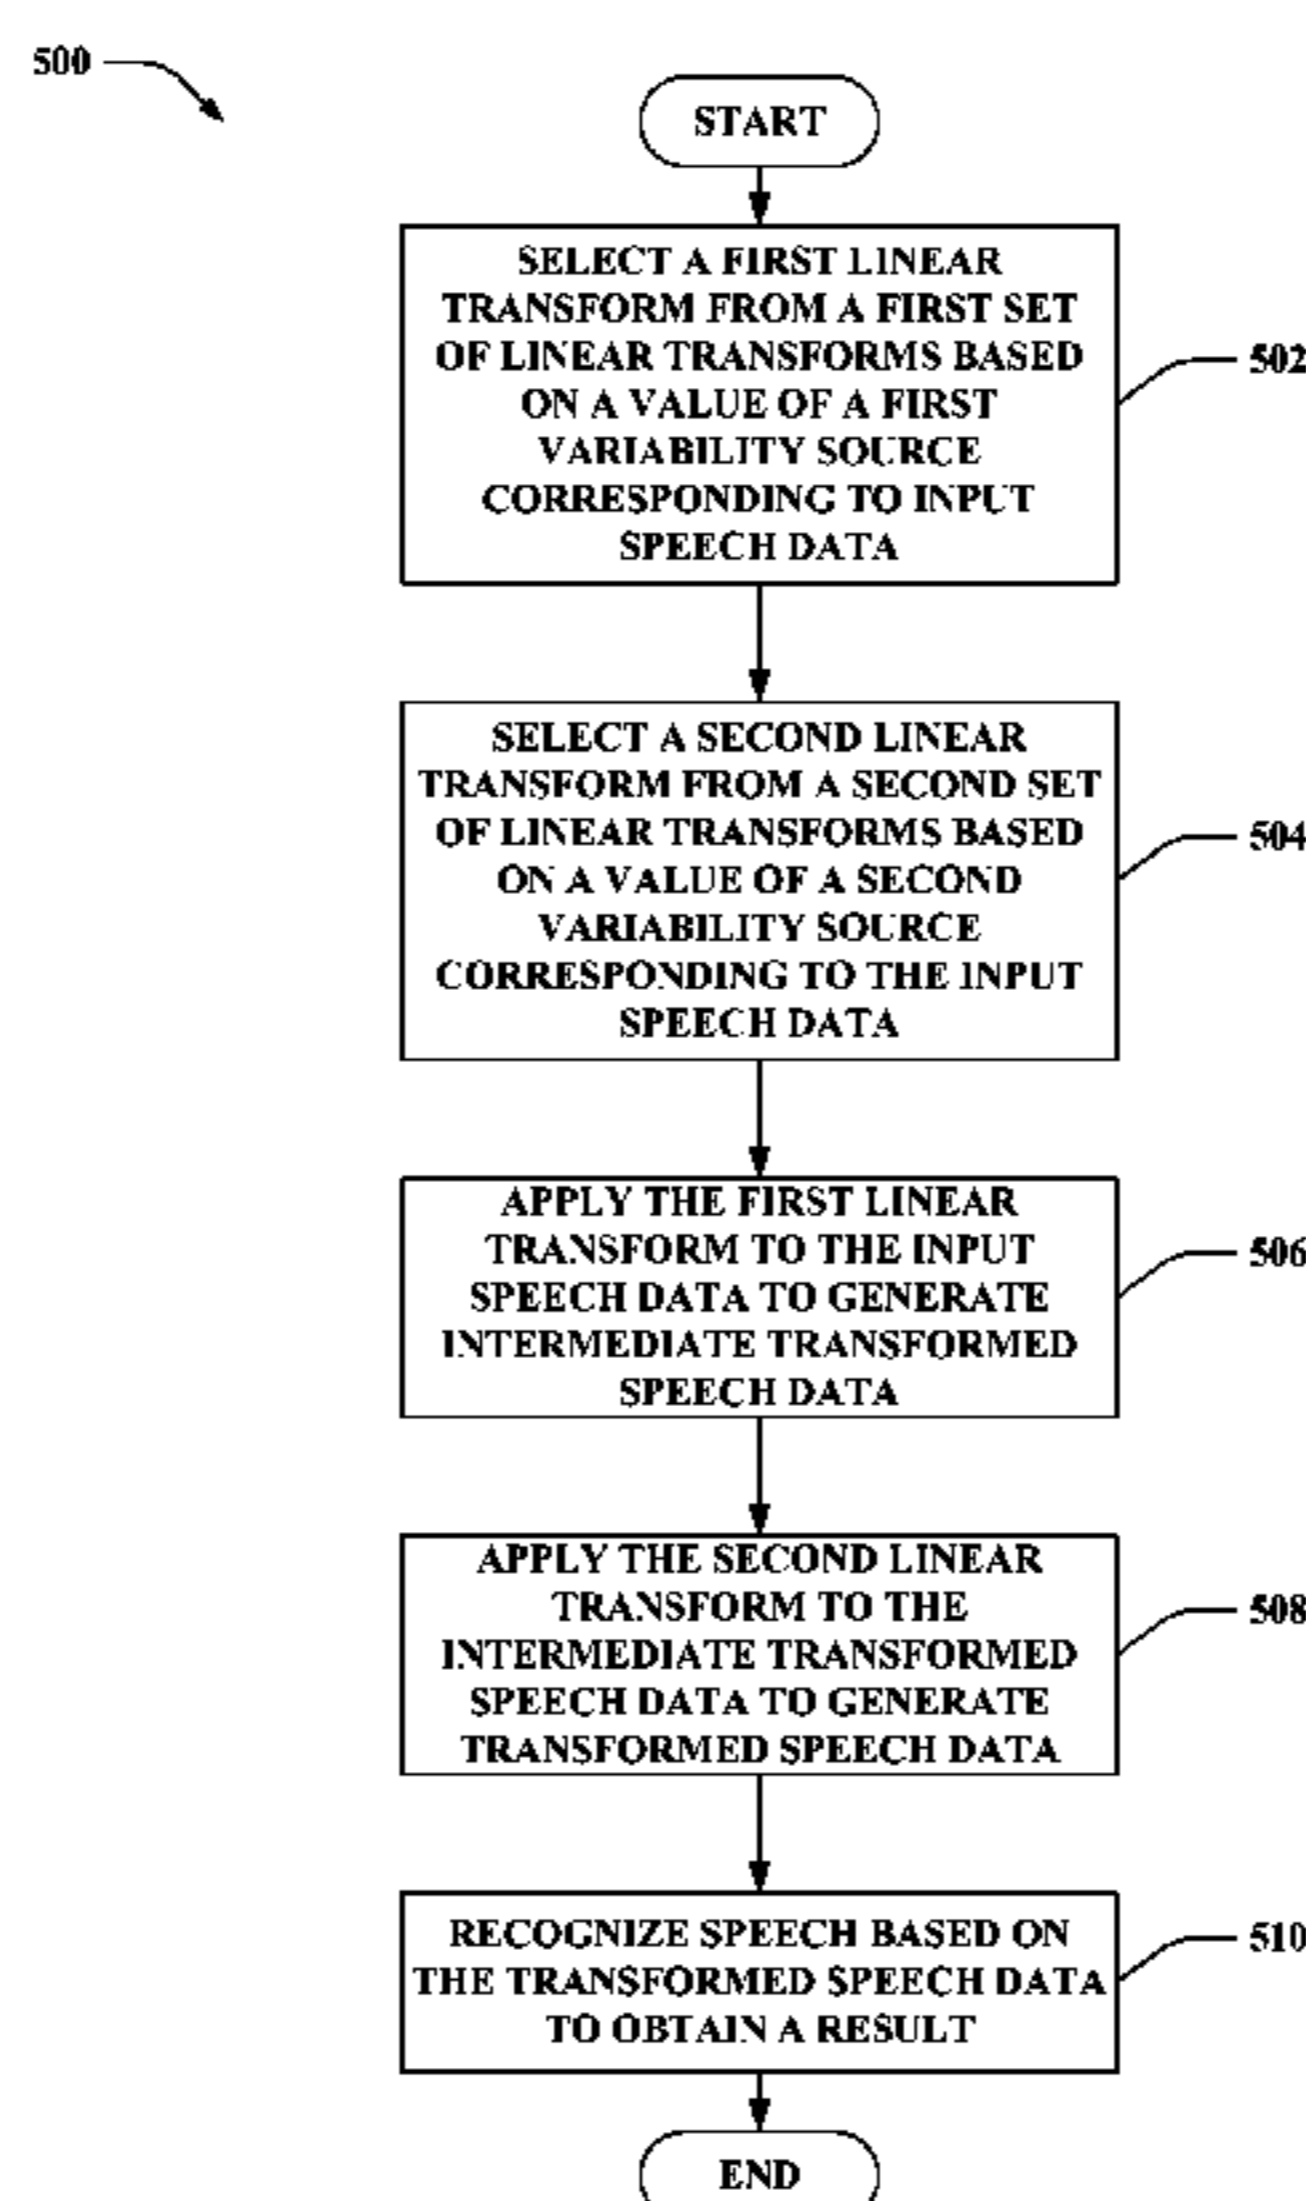 500
START
SELECT A FIRST LINEAR
TRANSFORM FROM A FIRST SET
OF LINEAR TRANSFORMS BASED
ON A VALUE OF A FIRST
VARIABILITY SOURCE
CORRESPONDING TO INPUT
SPEECH DATA
502
SELECT A SECOND LINEAR
TRANSFORM FROM A SECOND SET
OF LINEAR TRANSFORMS BASED
ON A VALUE OF A SECOND
VARIABILITY SOURCE
CORRESPONDING TO THE INPUT
SPEECH DATA
504
APPLY THE FIRST LINEAR
TRANSFORM TO THE INPUT
SPEECH DATA TO GENERATE
INTERMEDIATE TRANSFORMED
SPEECH DATA
506
APPLY THE SECOND LINEAR
TRANSFORM TO THE
INTERMEDIATE TRANSFORMED
SPEECH DATA TO GENERATE
TRANSFORMED SPEECH DATA
508
RECOGNIZE SPEECH BASED ON
THE TRANSFORMED SPEECH DATA
TO OBTAIN A RESULT
510
END